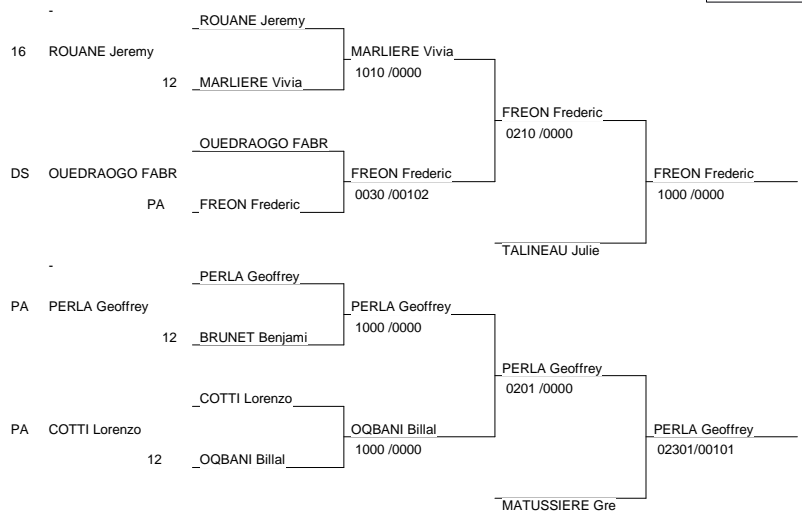 -
ROUANE Jeremy
16 ROUANE Jeremy
MARLIERE Vivia
1010 /0000
12 MARLIERE Vivia
FREON Frederic
0210 /0000
OUEDRAOGO FABR
DS OUEDRAOGO FABR
FREON Frederic
0030 /00102
FREON Frederic
1000 /0000
PA FREON Frederic
TALINEAU Julie
-
PERLA Geoffrey
PA PERLA Geoffrey
PERLA Geoffrey
1000 /0000
12 BRUNET Benjami
PERLA Geoffrey
0201 /0000
COTTI Lorenzo
PA COTTI Lorenzo
OQBANI Billal
1000 /0000
PERLA Geoffrey
02301/00101
12 OQBANI Billal
MATUSSIERE Gre